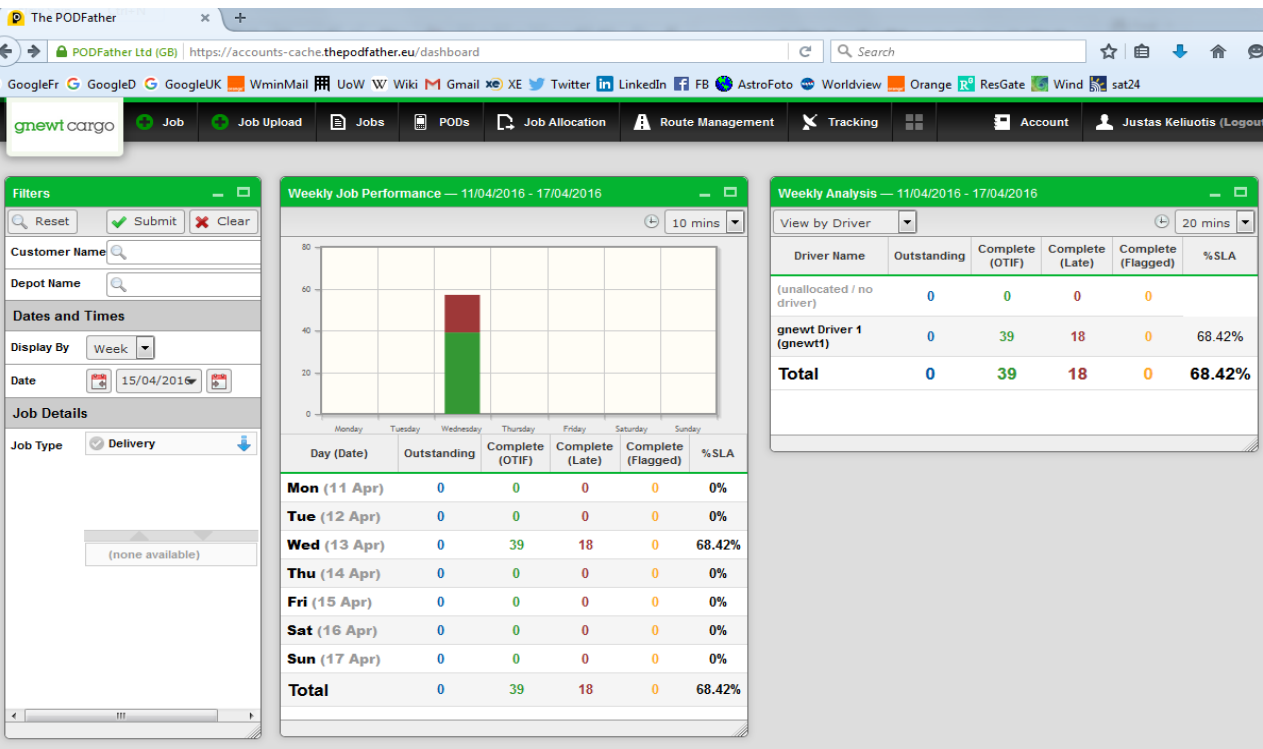 The PODFather
PODFather Ltd (GB) https://accounts-cache.thepodfather.eu/dashboard Search
GoogleFr GoogleD GoogleUK WminMail UoW Wiki Gmail XE Twitter LinkedIn FB AstroFoto Worldview Orange ResGate Wind sat24
gnewt cargo Job Job Upload Jobs PODs Job Allocation Route Management Tracking Account Justas Keliuotis (Logout
Filters
Reset Submit Clear
Customer Name
Depot Name
Dates and Times
Display By Week
Date 15/04/2016
Job Details
Job Type Delivery
(none available)
Weekly Job Performance — 11/04/2016 - 17/04/2016
10 mins
80
60
40
20
0
Monday Tuesday Wednesday Thursday Friday Saturday Sunday
Day (Date) Outstanding Complete (OTIF) Complete (Late) Complete (Flagged) %SLA
Mon (11 Apr) 0 0 0 0 0%
Tue (12 Apr) 0 0 0 0 0%
Wed (13 Apr) 0 39 18 0 68.42%
Thu (14 Apr) 0 0 0 0 0%
Fri (15 Apr) 0 0 0 0 0%
Sat (16 Apr) 0 0 0 0 0%
Sun (17 Apr) 0 0 0 0 0%
Total 0 39 18 0 68.42%
Weekly Analysis — 11/04/2016 - 17/04/2016
View by Driver 20 mins
Driver Name Outstanding Complete (OTIF) Complete (Late) Complete (Flagged) %SLA
(unallocated / no driver) 0 0 0 0
gnewt Driver 1 (gnewt1) 0 39 18 0 68.42%
Total 0 39 18 0 68.42%